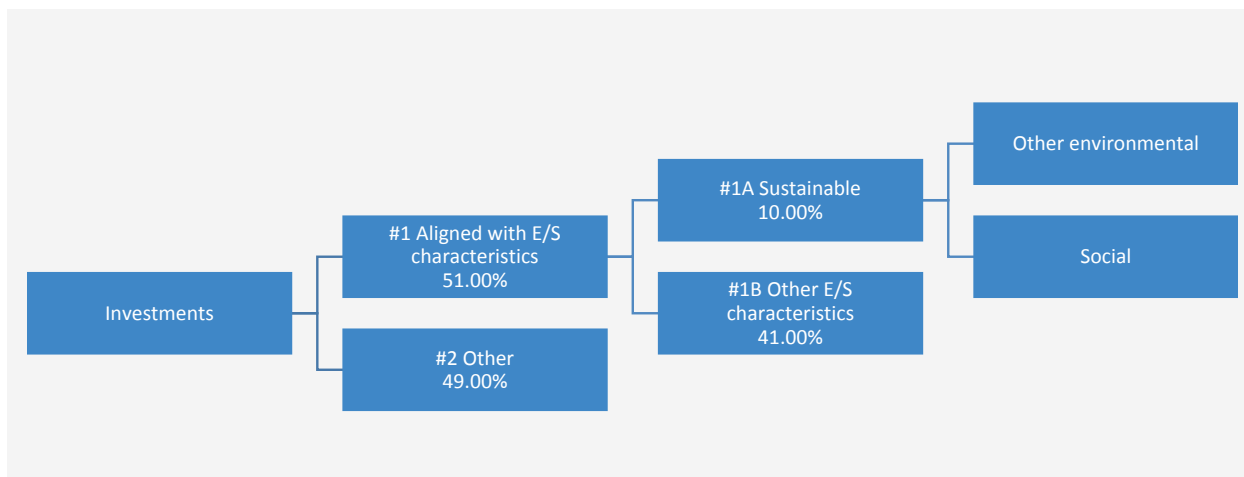 Investments
#1 Aligned with E/S
characteristics
51.00%
#2 Other
49.00%
#1A Sustainable
10.00%
#1B Other E/S
characteristics
41.00%
Other environmental
Social